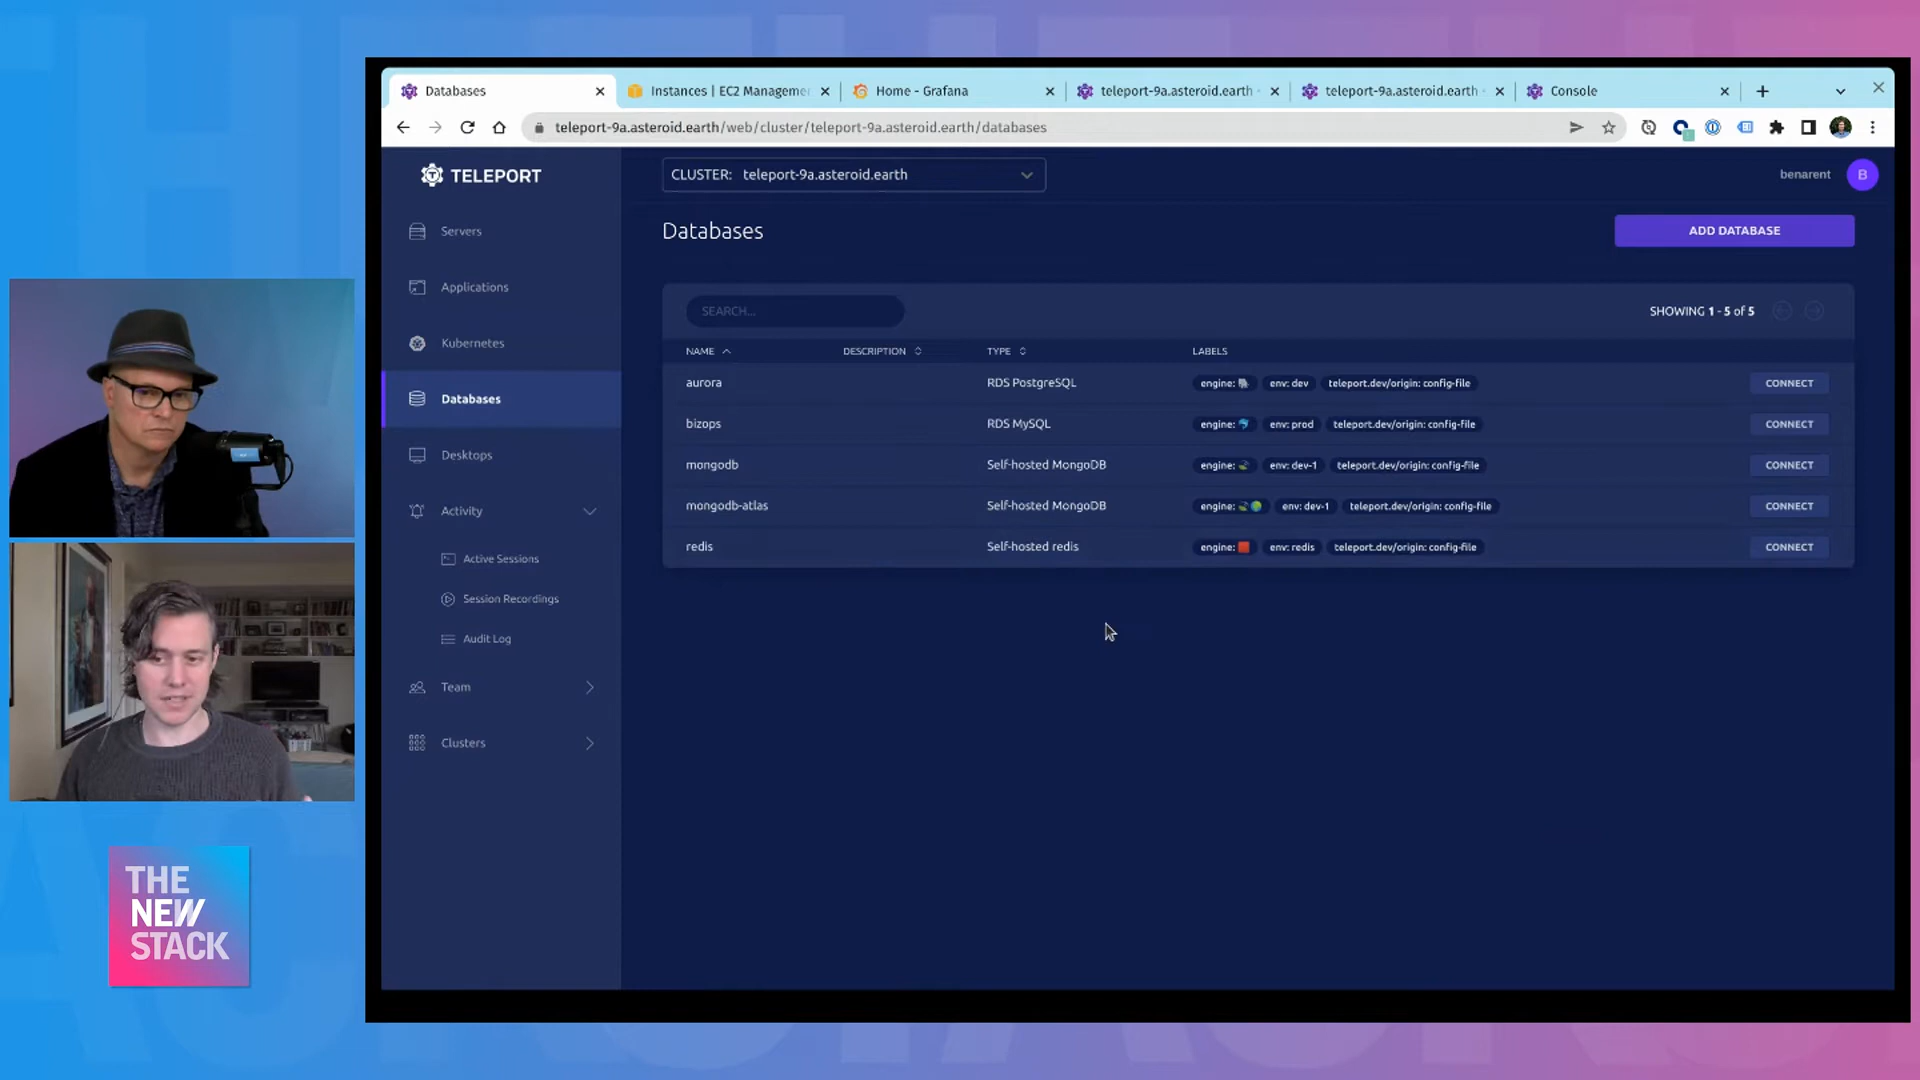 Databases
Instances | EC2 Manageme
Home - Grafana
teleport-9a.asteroid.earth
teleport-9a.asteroid.earth
Console
teleport-9a.asteroid.earth/web/cluster/teleport-9a.asteroid.earth/databases
TELEPORT
CLUSTER: teleport-9a.asteroid.earth
benarent
B
Servers
Applications
Kubernetes
Databases
Desktops
Activity
Active Sessions
Session Recordings
Audit Log
Team
Clusters
Databases
ADD DATABASE
SEARCH...
SHOWING 1 - 5 of 5
NAME DESCRIPTION TYPE LABELS
aurora RDS PostgreSQL engine: env: dev teleport.dev/origin: config-file CONNECT
bizops RDS MySQL engine: env: prod teleport.dev/origin: config-file CONNECT
mongodb Self-hosted MongoDB engine: env: dev-1 teleport.dev/origin: config-file CONNECT
mongodb-atlas Self-hosted MongoDB engine: env: dev-1 teleport.dev/origin: config-file CONNECT
redis Self-hosted redis engine: env: redis teleport.dev/origin: config-file CONNECT
THE
NEW
STACK